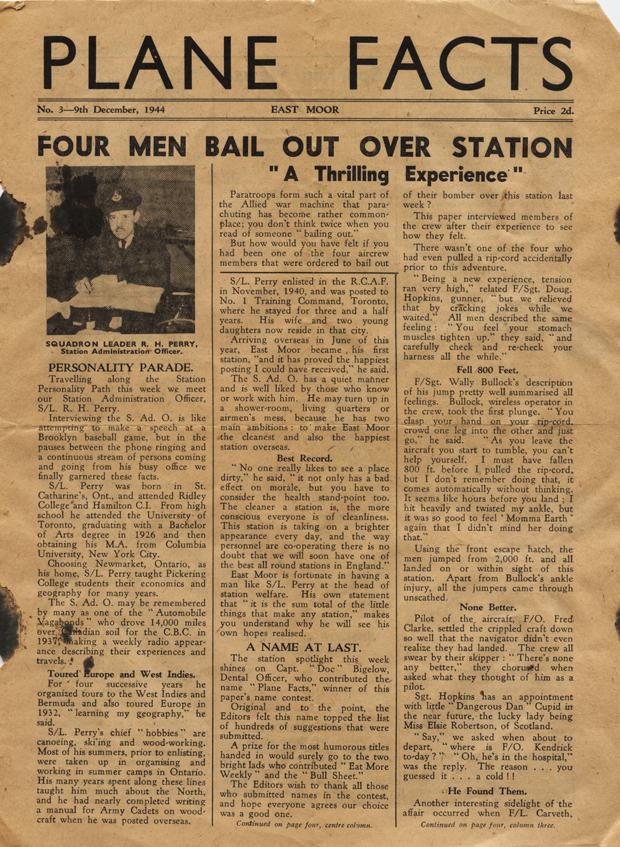 PLANE FACTS
No. 3—9th December, 1944 EAST MOOR Price 2d.
FOUR MEN BAIL OUT OVER STATION
"A Thrilling Experience"
SQUADRON LEADER R. H. PERRY,
Station Administration Officer.
PERSONALITY PARADE.
Travelling along the Station
Personality Path this week we meet
our Station Administration Officer,
S/L. R. H. Perry.
Interviewing the S. Ad. O. is like
attempting to make a speech at a
Brooklyn baseball game, but in the
pauses between the phone ringing and
a continuous stream of persons coming
and going from his busy office we
finally garnered these facts.
S/L. Perry was born in St.
Catharine's, Ont., and attended Ridley
College and Hamilton C.I. From high
school he attended the University of
Toronto, graduating with a Bachelor
of Arts degree in 1926 and then
obtaining his M.A. from Columbia
University, New York City.
Choosing Newmarket, Ontario, as
his home, S/L. Perry taught Pickering
College students their economics and
geography for many years.
The S. Ad. O. may be remembered
by many as one of the "Automobile
Vagabonds" who drove 14,000 miles
over soil for the C.B.C. in
1937 making a weekly radio appear-
ance describing their experiences and
travels.
Toured Europe and West Indies.
For four successive years he
organized tours to the West Indies and
Bermuda and also toured Europe in
1932, "learning my geography," he
said.
S/L. Perry's chief "hobbies" are
canoeing, ski-ing and wood-working.
Most of his summers, prior to enlisting,
were taken up in organising and
working in summer camps in Ontario.
His many years spent along these lines
taught him much about the North,
and he had nearly completed writing
a manual for Army Cadets on wood-
craft when he was posted overseas.
Paratroops form such a vital part of
the Allied war machine that para-
chuting has become rather common-
place; you don't think twice when you
read of someone "bailing out."
But how would you have felt if you
had been one of the four aircrew
members that were ordered to bail out
S/L. Perry enlisted in the R.C.A.F.
in November, 1940, and was posted to
No. 1 Training Command, Toronto,
where he stayed for three and a half
years. His wife and two young
daughters now reside in that city.
Arriving overseas in June of this
year, East Moor became his first
station, "and it has proved the happiest
posting I could have received," he said.
The S. Ad. O. has a quiet manner
and is well liked by those who know
or work with him. He may turn up in
a shower-room, living quarters or
airmen's mess, because he has two
main ambitions: to make East Moor
the cleanest and also the happiest
station overseas.
Best Record.
"No one really likes to see a place
dirty," he said, "it not only has a bad
effect on morale, but you have to
consider the health stand-point too.
The cleaner a station is, the more
conscious everyone is of cleanliness.
This station is taking on a brighter
appearance every day, and the way
personnel are co-operating there is no
doubt that we will soon have one of
the best all round stations in England."
East Moor is fortunate in having a
man like S/L. Perry at the head of
station welfare. His own statement
that "it is the sum total of the little
things that make any station," makes
you understand why he will see his
own hopes realised.
A NAME AT LAST.
The station spotlight this week
shines on Capt. "Doc" Bigelow,
Dental Officer, who contributed the
name "Plane Facts," winner of this
paper's name contest.
Original and to the point, the
Editors felt this name topped the list
of hundreds of suggestions that were
submitted.
A prize for the most humorous titles
handed in would surely go to the two
bright lads who contributed "Eat More
Weekly" and the "Bull Sheet."
The Editors wish to thank all those
who submitted names in the contest,
and hope everyone agrees our choice
was a good one.
Continued on page four, centre column.
of their bomber over this station last
week?
This paper interviewed members of
the crew after their experience to see
how they felt.
There wasn't one of the four who
had even pulled a rip-cord accidentally
prior to this adventure.
"Being a new experience, tension
ran very high," related F/Sgt. Doug.
Hopkins, gunner, "but we relieved
that by cracking jokes while we
waited." All men described the same
feeling: "You feel your stomach
muscles tighten up," they said, "and
carefully check and re-check your
harness all the while."
Fell 800 Feet.
F/Sgt. Wally Bullock's description
of his jump pretty well summarised all
feelings. Bullock, wireless operator in
the crew, took the first plunge. "You
clasp your hand on your rip-cord,
crowd one leg into the other and just
go," he said. "As you leave the
aircraft you start to tumble, you can't
help yourself. I must have fallen
800 ft. before I pulled the rip-cord,
but I don't remember doing that, it
comes automatically without thinking.
It seems like hours before you land; I
hit heavily and twisted my ankle, but
it was so good to feel 'Momma Earth'
again that I didn't mind her doing
that."
Using the front escape hatch, the
men jumped from 2,000 ft. and all
landed on or within sight of this
station. Apart from Bullock's ankle
injury, all the jumpers came through
unscathed.
None Better.
Pilot of the aircraft, F/O. Fred
Clarke, settled the crippled craft down
so well that the navigator didn't even
realize they had landed. The crew all
swear by their skipper: "There's none
any better," they chorused when
asked what they thought of him as a
pilot.
Sgt. Hopkins has an appointment
with little "Dangerous Dan" Cupid in
the near future, the lucky lady being
Miss Elsie Robertson, of Scotland.
"Say," we asked when about to
depart, "where is F/O. Kendrick
to-day?" "Oh, he's in the hospital,"
was the reply. The reason . . . you
guessed it . . . a cold!!
He Found Them.
Another interesting sidelight of the
affair occurred when F/L. Carveth,
Continued on page four, column three.